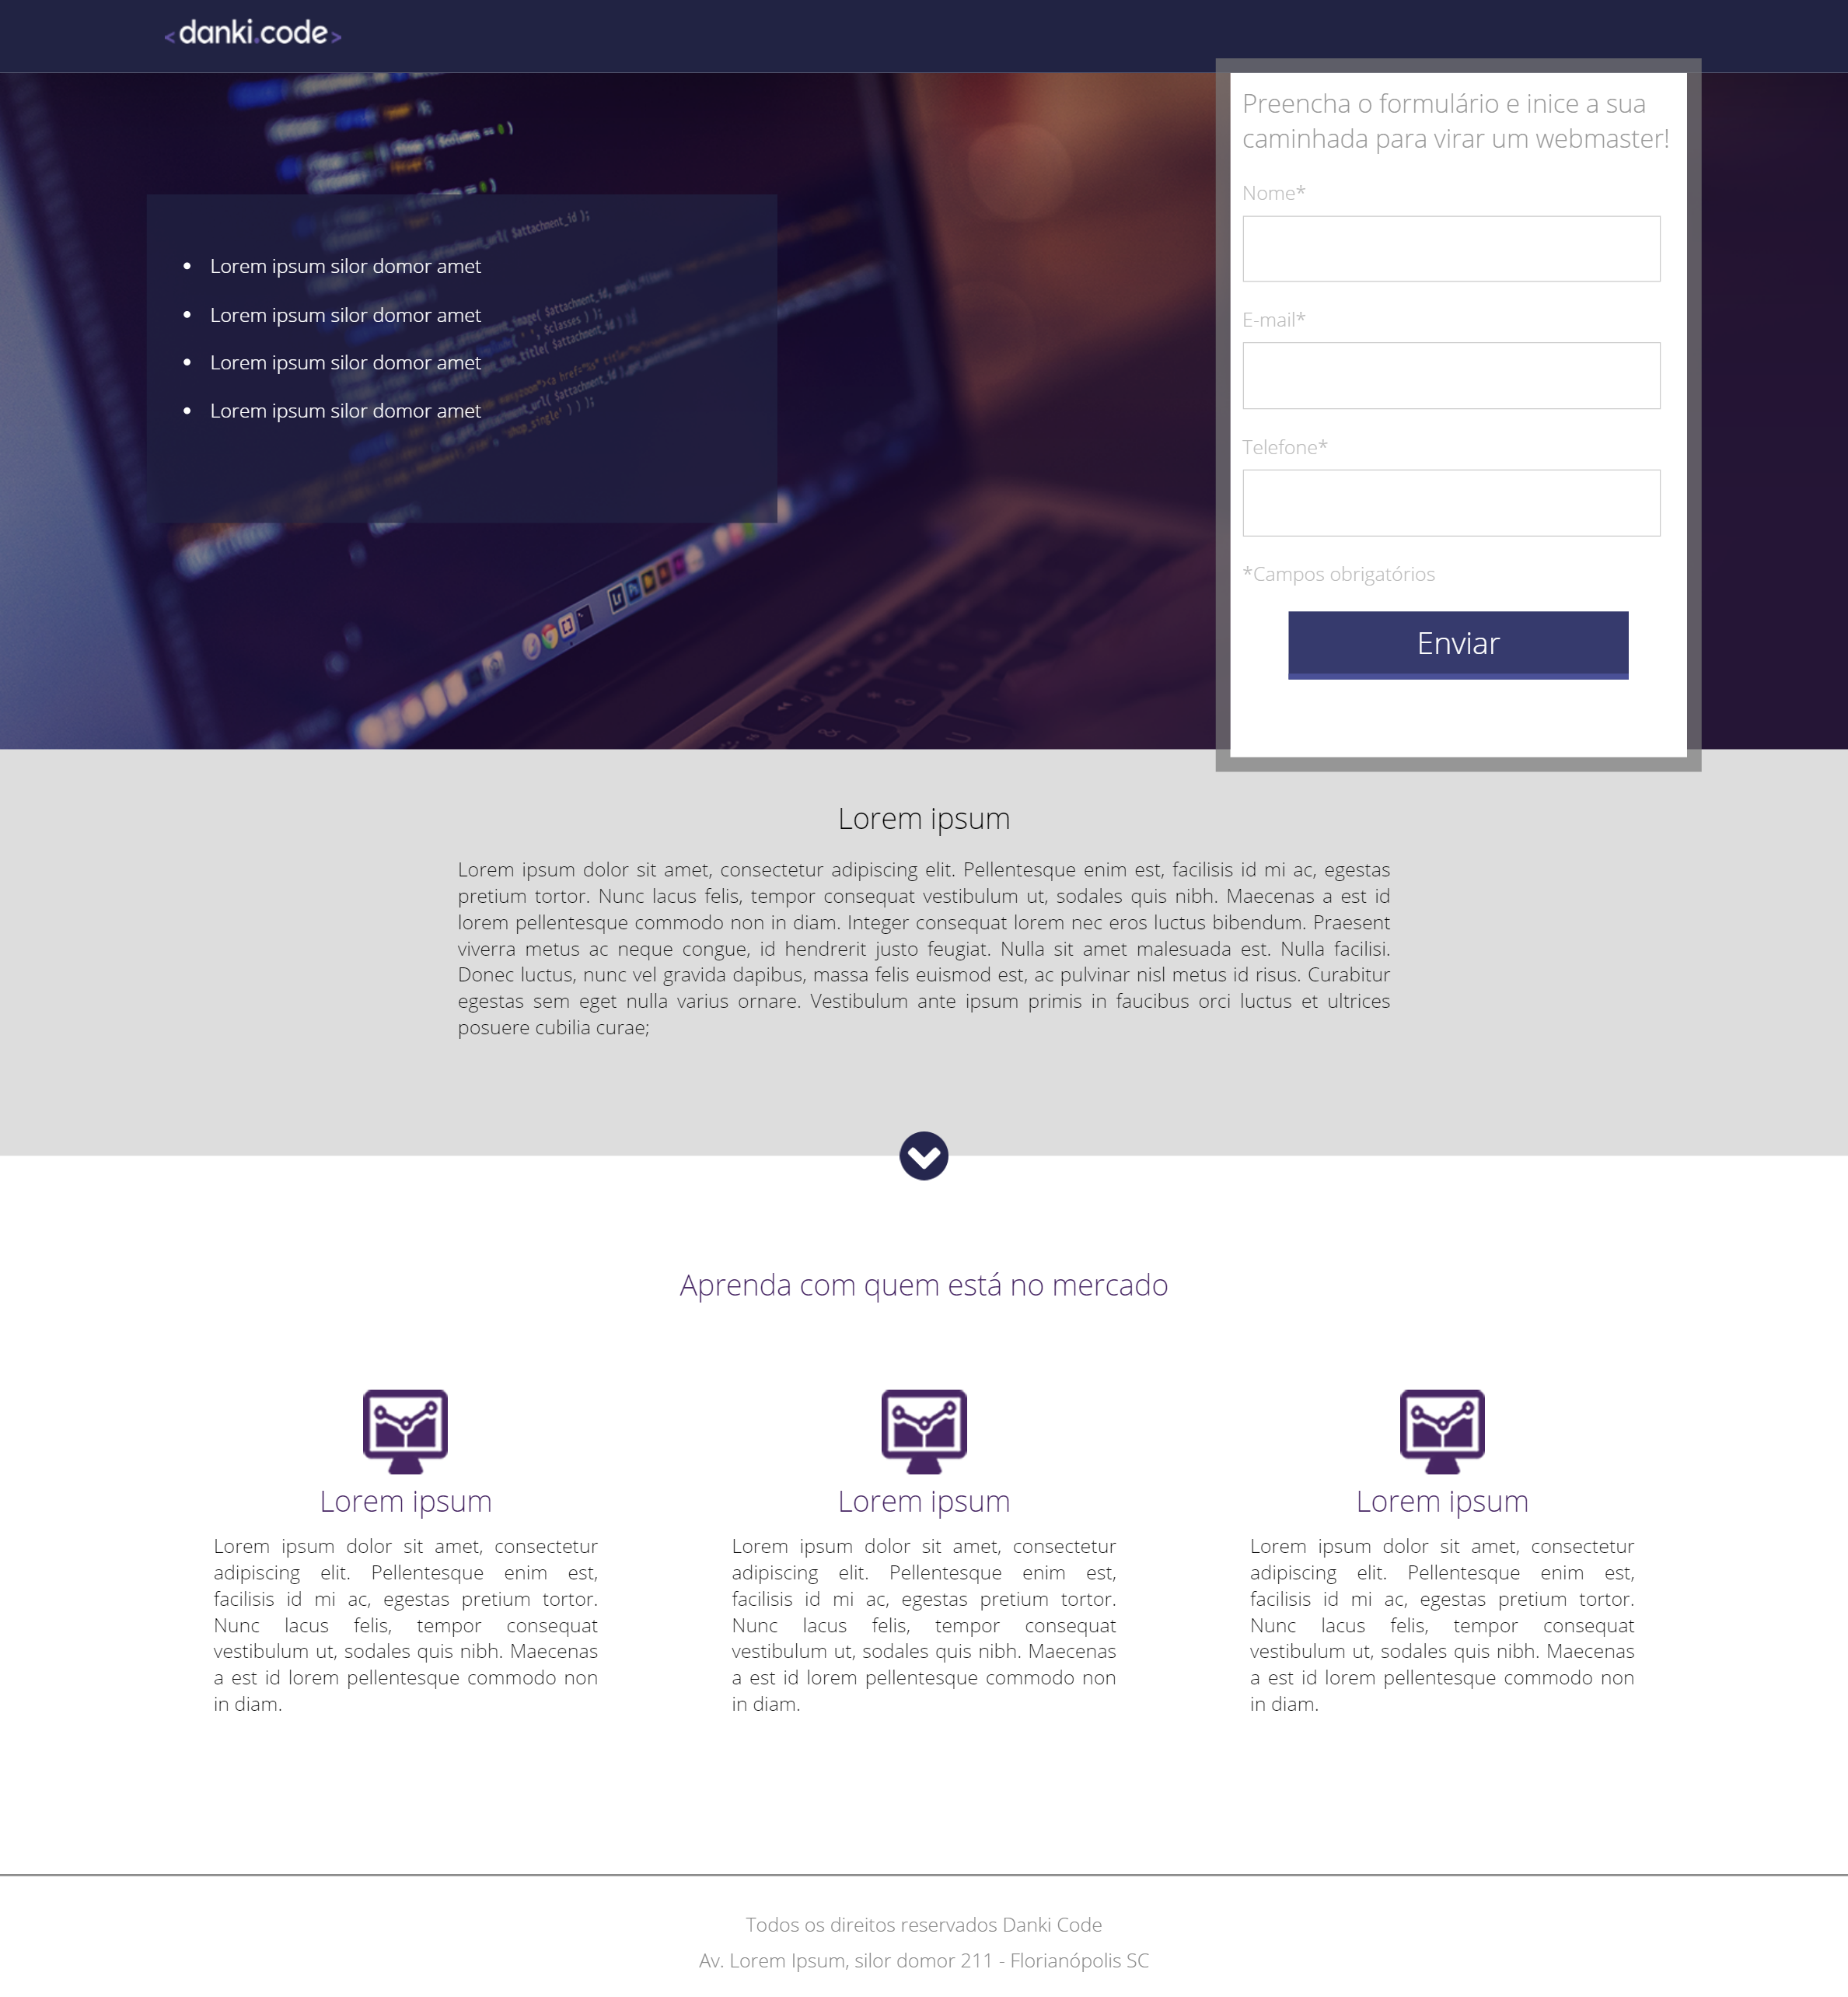 <danki.code>
Preencha o formulário e inice a sua
caminhada para virar um webmaster!
Nome*
E-mail*
Telefone*
*Campos obrigatórios
Enviar
$attachment_id );
• Lorem ipsum silor domor amet
• Lorem ipsum silor domor amet
• Lorem ipsum silor domor amet
• Lorem ipsum silor domor amet
Lorem ipsum
Lorem ipsum dolor sit amet, consectetur adipiscing elit. Pellentesque enim est, facilisis id mi ac, egestas
pretium tortor. Nunc lacus felis, tempor consequat vestibulum ut, sodales quis nibh. Maecenas a est id
lorem pellentesque commodo non in diam. Integer consequat lorem nec eros luctus bibendum. Praesent
viverra metus ac neque congue, id hendrerit justo feugiat. Nulla sit amet malesuada est. Nulla facilisi.
Donec luctus, nunc vel gravida dapibus, massa felis euismod est, ac pulvinar nisl metus id risus. Curabitur
egestas sem eget nulla varius ornare. Vestibulum ante ipsum primis in faucibus orci luctus et ultrices
posuere cubilia curae;
Aprenda com quem está no mercado
Lorem ipsum
Lorem ipsum dolor sit amet, consectetur
adipiscing elit. Pellentesque enim est,
facilisis id mi ac, egestas pretium tortor.
Nunc lacus felis, tempor consequat
vestibulum ut, sodales quis nibh. Maecenas
a est id lorem pellentesque commodo non
in diam.
Lorem ipsum
Lorem ipsum dolor sit amet, consectetur
adipiscing elit. Pellentesque enim est,
facilisis id mi ac, egestas pretium tortor.
Nunc lacus felis, tempor consequat
vestibulum ut, sodales quis nibh. Maecenas
a est id lorem pellentesque commodo non
in diam.
Lorem ipsum
Lorem ipsum dolor sit amet, consectetur
adipiscing elit. Pellentesque enim est,
facilisis id mi ac, egestas pretium tortor.
Nunc lacus felis, tempor consequat
vestibulum ut, sodales quis nibh. Maecenas
a est id lorem pellentesque commodo non
in diam.
Todos os direitos reservados Danki Code
Av. Lorem Ipsum, silor domor 211 - Florianópolis SC